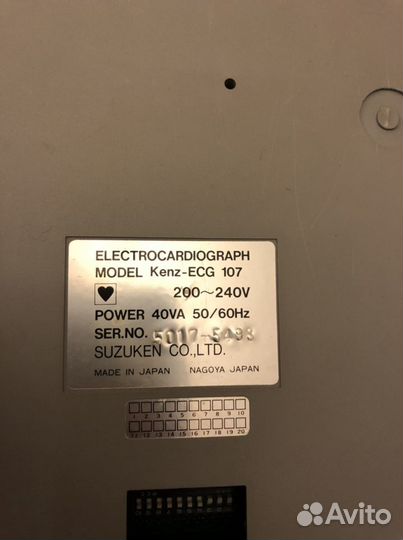 ELECTROCARDIOGRAPH
MODEL Kenz-ECG 107
200~240V
POWER 40VA 50/60Hz
SER.NO. 5017-5493
SUZUKEN CO.,LTD.
MADE IN JAPAN NAGOYA JAPAN
1 2 3 4 5 6 7 8 9 10
11 12 13 14 15 16 17 18 19 20
Avito